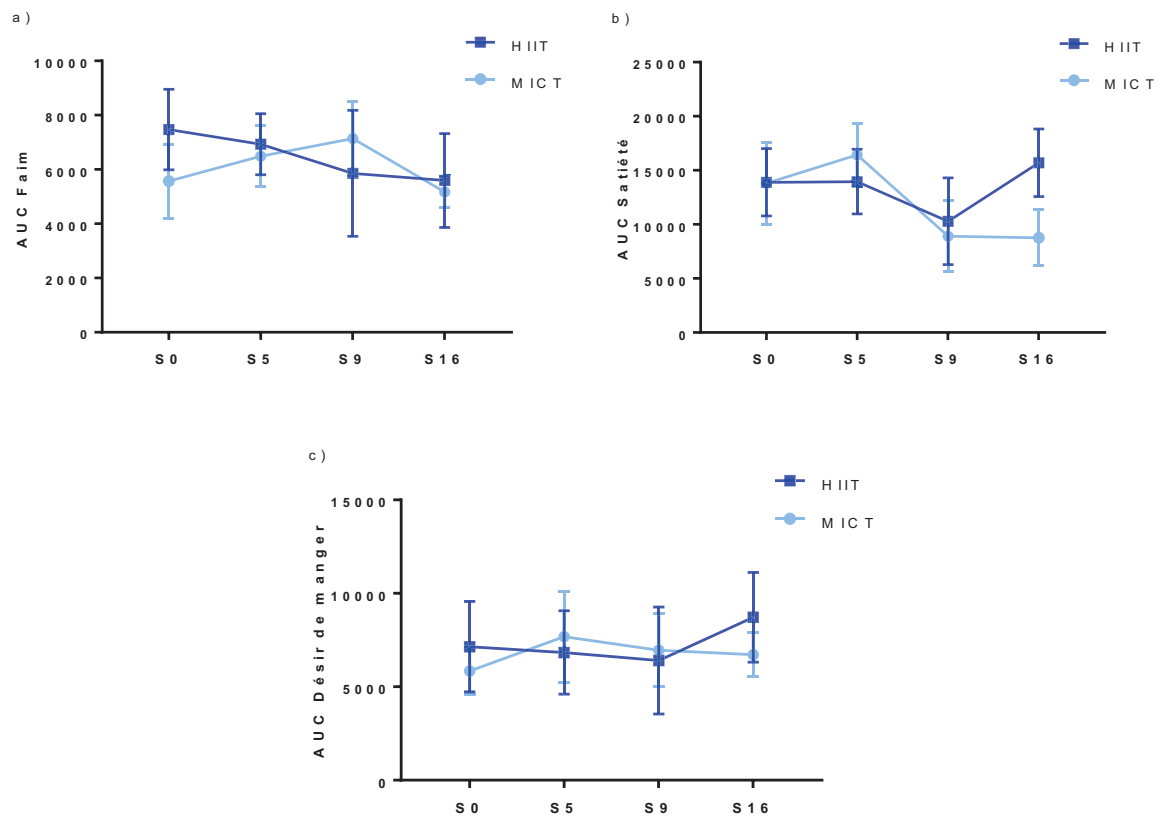 a)
HIIT
MICT
10000
8000
6000
4000
2000
0
AUC Faim
S0 S5 S9 S16
b)
HIIT
MICT
25000
20000
15000
10000
5000
0
AUC Satiété
S0 S5 S9 S16
c)
HIIT
MICT
15000
10000
5000
0
AUC Désir de manger
S0 S5 S9 S16